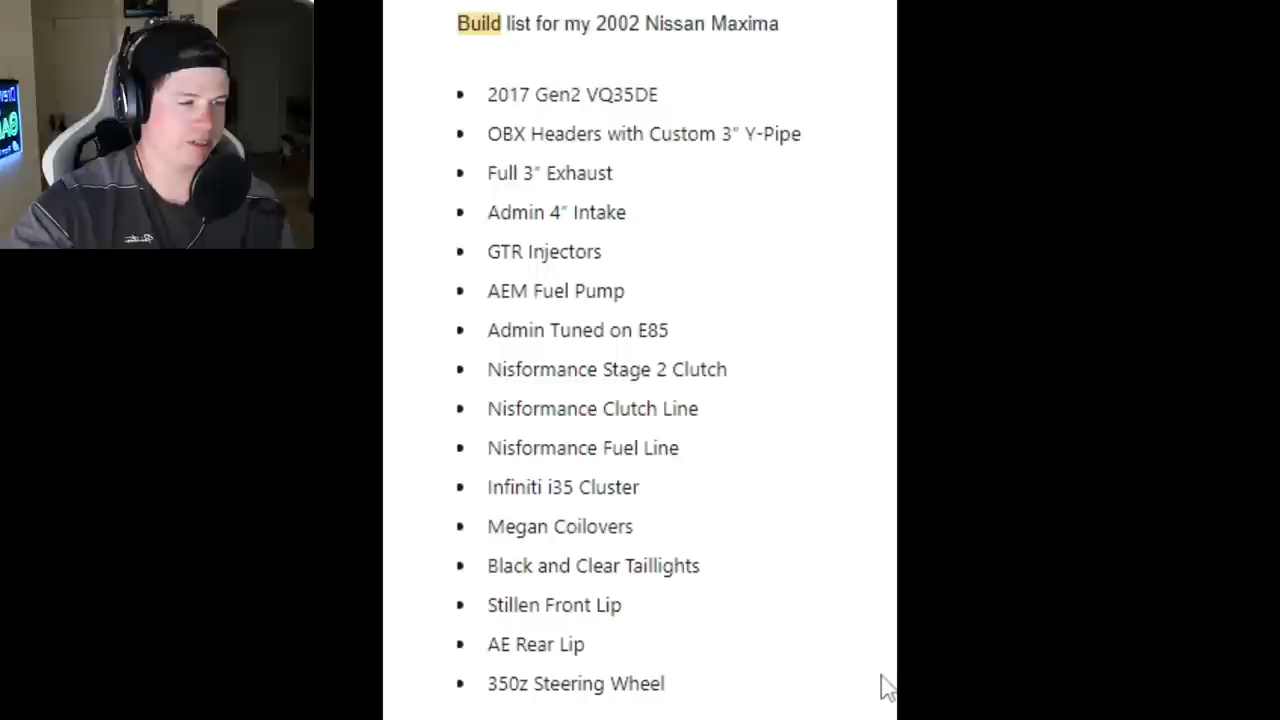 Build list for my 2002 Nissan Maxima
• 2017 Gen2 VQ35DE
• OBX Headers with Custom 3" Y-Pipe
• Full 3" Exhaust
• Admin 4" Intake
• GTR Injectors
• AEM Fuel Pump
• Admin Tuned on E85
• Nisformance Stage 2 Clutch
• Nisformance Clutch Line
• Nisformance Fuel Line
• Infiniti i35 Cluster
• Megan Coilovers
• Black and Clear Taillights
• Stillen Front Lip
• AE Rear Lip
• 350z Steering Wheel